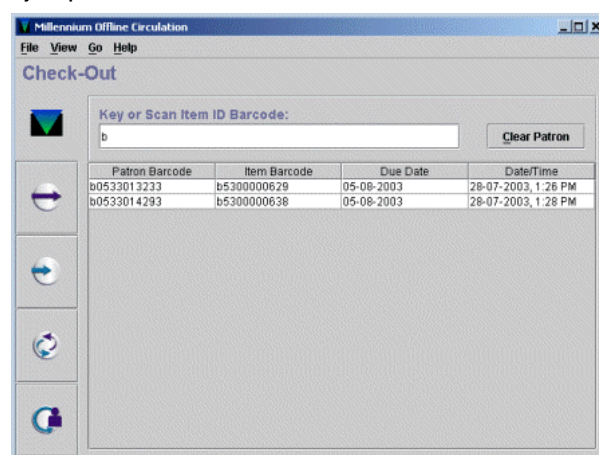 Millennium Offline Circulation
File View Go Help
Check-Out
Key or Scan Item ID Barcode:
b
Clear Patron
Patron Barcode Item Barcode Due Date Date/Time
b0533013233 b5300000629 05-08-2003 28-07-2003, 1:26 PM
b0533014293 b5300000638 05-08-2003 28-07-2003, 1:28 PM